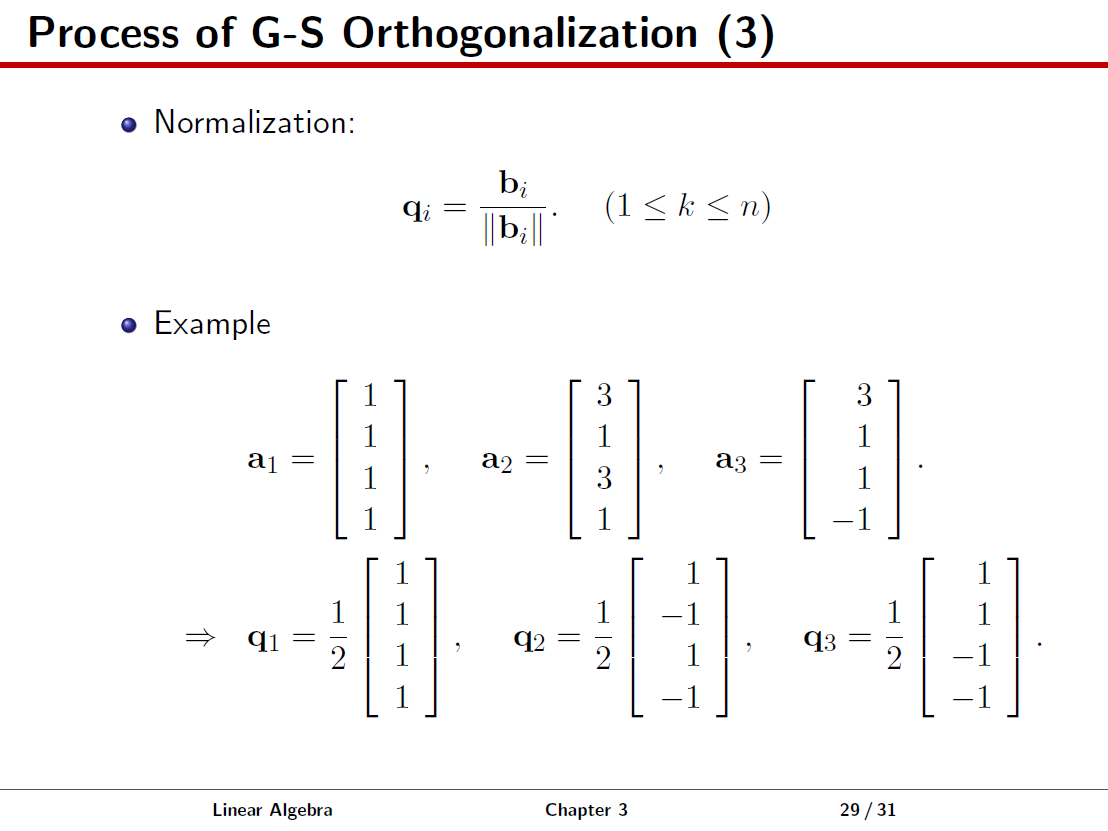 Process of G-S Orthogonalization (3)
Normalization:
q_i = b_i / ‖b_i‖. (1 ≤ k ≤ n)
Example
a_1 = [1 1 1 1], a_2 = [3 1 3 1], a_3 = [3 1 1 −1].
⇒ q_1 = 1/2 [1 1 1 1], q_2 = 1/2 [1 −1 1 −1], q_3 = 1/2 [1 1 −1 −1].
Linear Algebra Chapter 3 29 / 31